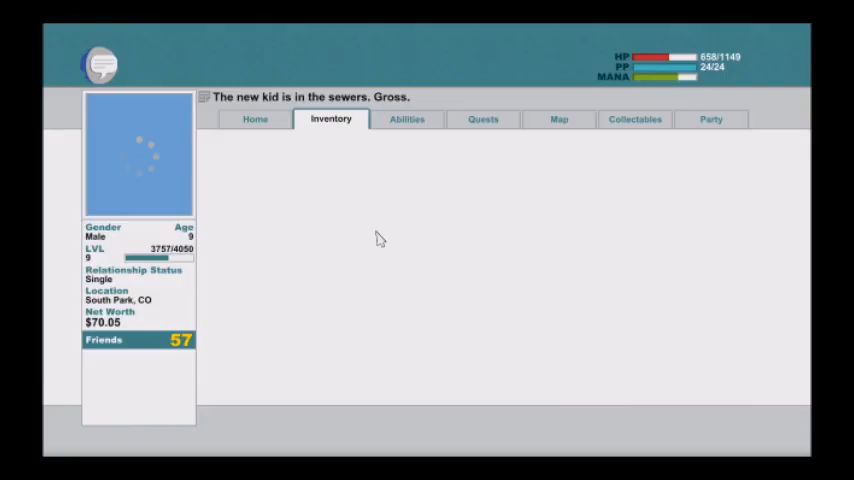 HP 658/1149
PP 24/24
MANA
The new kid is in the sewers. Gross.
Home Inventory Abilities Quests Map Collectables Party
Gender Age
Male 9
LVL 3757/4050
9
Relationship Status
Single
Location
South Park, CO
Net Worth
$70.05
Friends 57